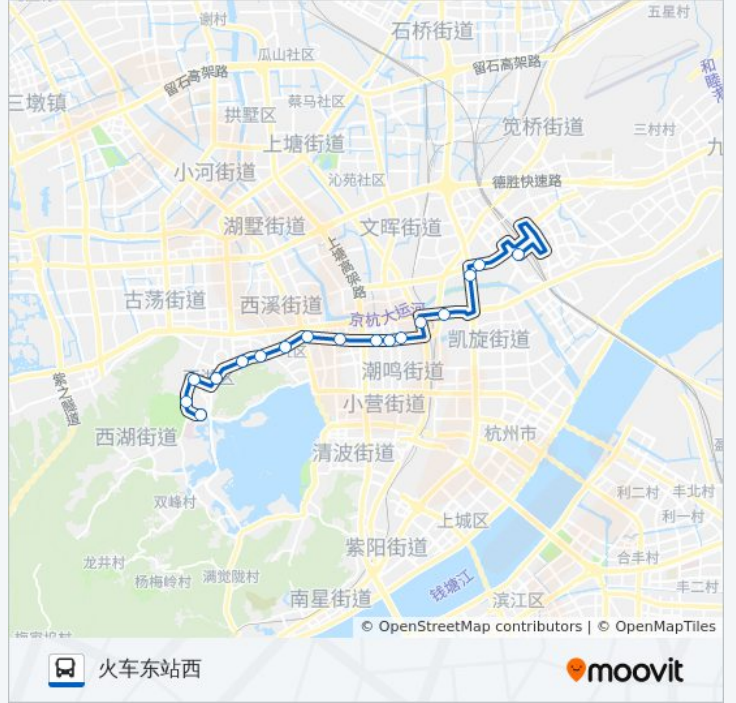 谢村
石桥街道
五星村
瓜山社区
留石高架路
留石高架路
三墩镇
蔡马社区
拱墅区
上塘街道
笕桥街道
三村村
九
小河街道
沁苑社区
德胜快速路
湖墅街道
文晖街道
上塘高架路
古荡街道
西溪街道
京杭大运河
凯旋街道
潮鸣街道
小营街道
紫之隧道
西湖街道
清波街道
杭州市
双峰村
利二村
丰北村
利一村
上城区
紫阳街道
合丰村
龙井村
杨梅岭村
满觉陇村
钱塘江
丰二村
南星街道
滨江区
© OpenStreetMap contributors | © OpenMapTiles
火车东站西
moovit